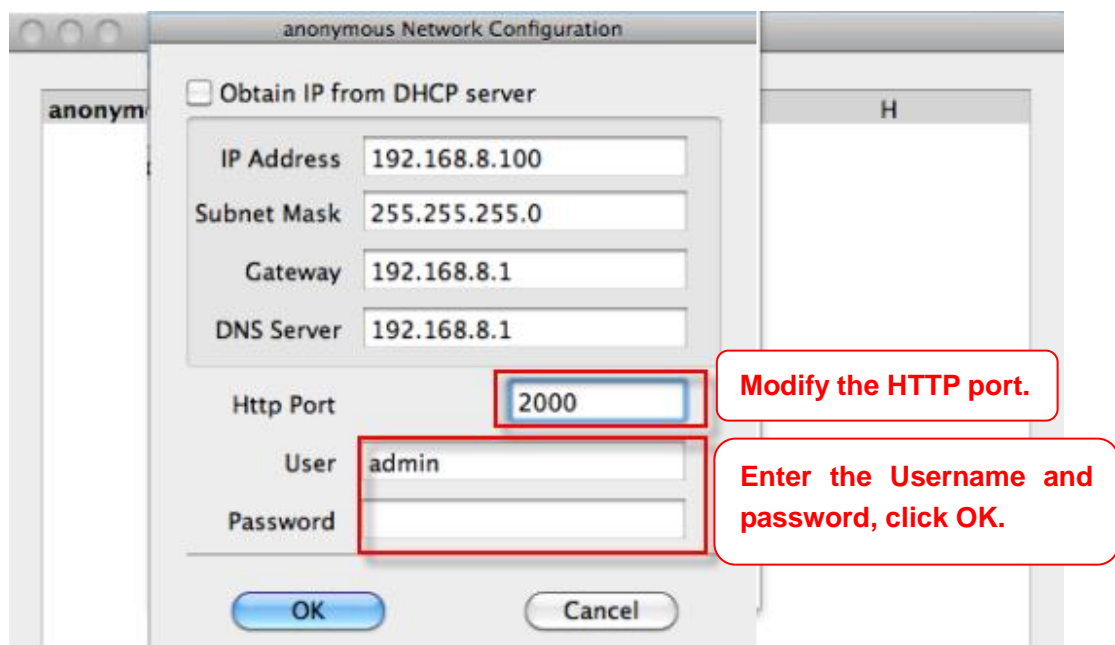 anonymous Network Configuration
Obtain IP from DHCP server
anonym
H
IP Address 192.168.8.100
Subnet Mask 255.255.255.0
Gateway 192.168.8.1
DNS Server 192.168.8.1
Http Port 2000
Modify the HTTP port.
User admin
Enter the Username and
password, click OK.
Password
OK Cancel